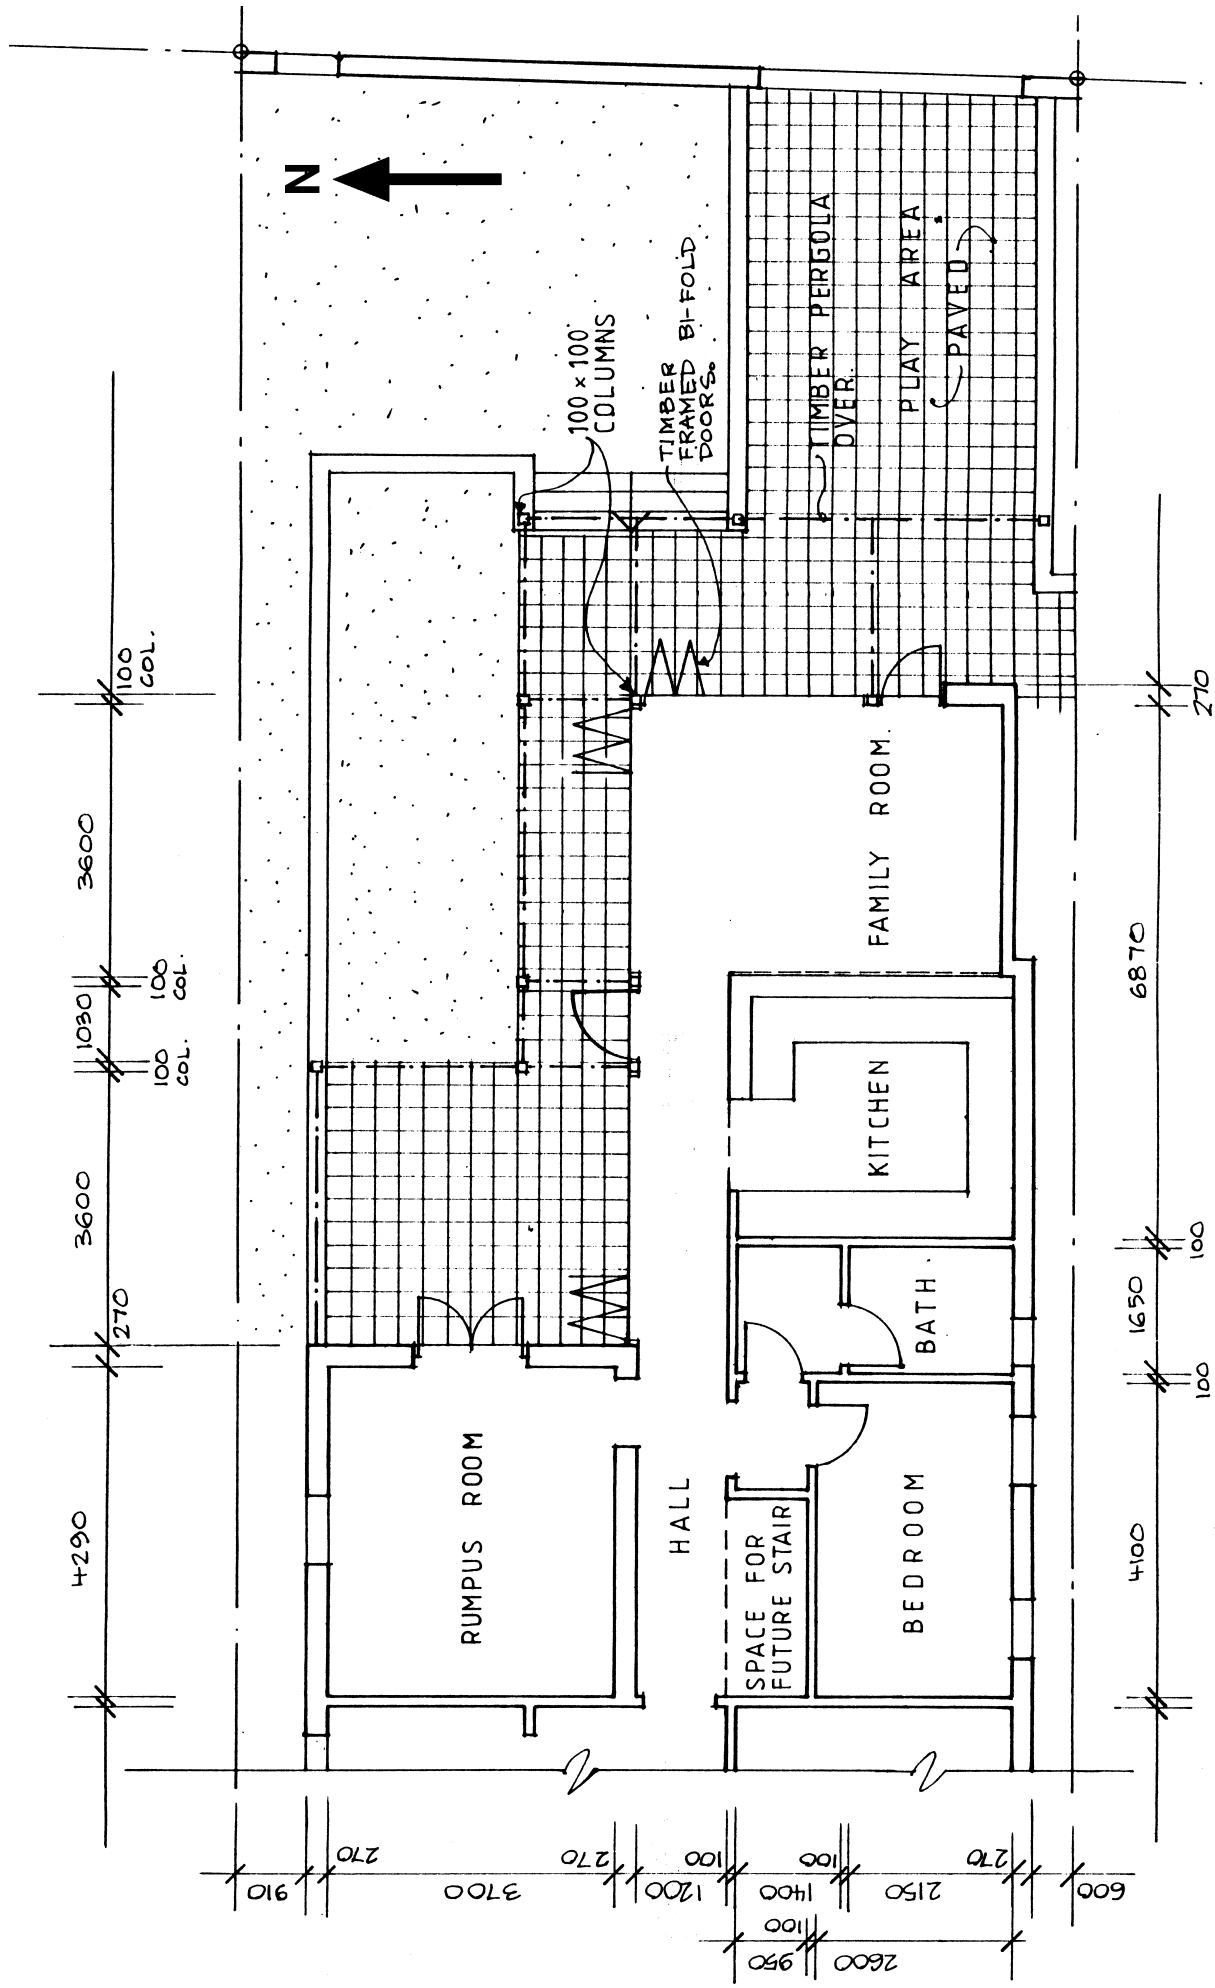 N
100 × 100
COLUMNS
TIMBER
FRAMED BI-FOLD
DOORS.
TIMBER PERGOLA
OVER.
PLAY AREA
PAVED
FAMILY ROOM.
KITCHEN
BATH
RUMPUS ROOM
HALL
SPACE FOR
FUTURE STAIR
BEDROOM
4290
270
3600
100
COL.
1030
100
COL.
3600
100
COL.
4100
100
1650
100
6870
270
910
270
3700
270
1200
100
1400
100
2150
270
600
950
100
2600